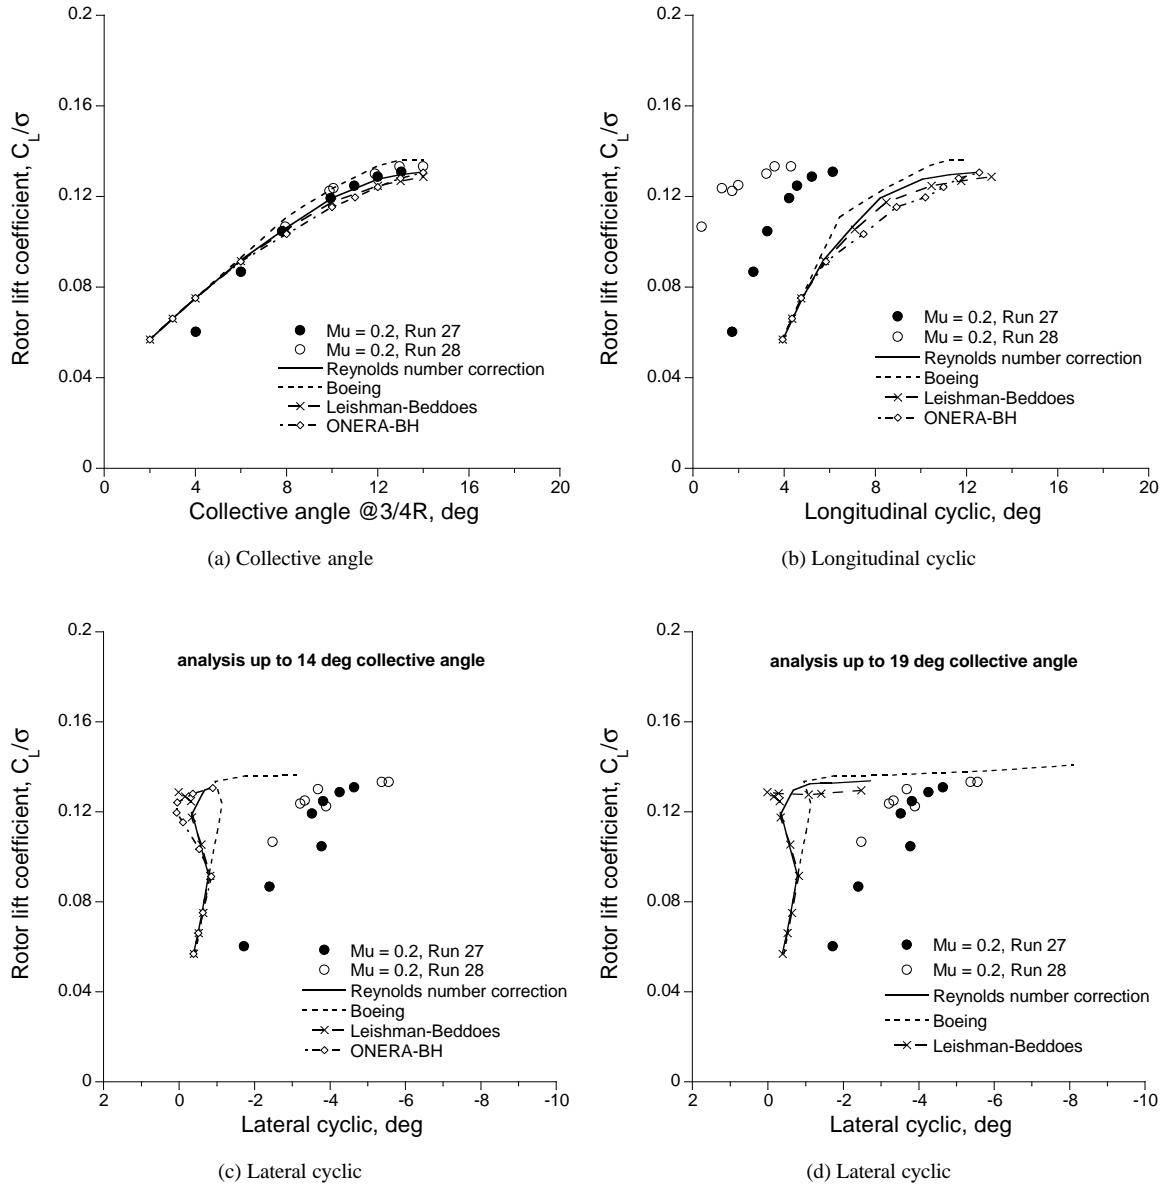 0.2
0.16
0.12
0.08
0.04
0
0 4 8 12 16 20
Rotor lift coefficient, C_L/σ
Collective angle @3/4R, deg
Mu = 0.2, Run 27
Mu = 0.2, Run 28
Reynolds number correction
Boeing
Leishman-Beddoes
ONERA-BH
(a) Collective angle
0.2
0.16
0.12
0.08
0.04
0
0 4 8 12 16 20
Rotor lift coefficient, C_L/σ
Longitudinal cyclic, deg
Mu = 0.2, Run 27
Mu = 0.2, Run 28
Reynolds number correction
Boeing
Leishman-Beddoes
ONERA-BH
(b) Longitudinal cyclic
analysis up to 14 deg collective angle
0.2
0.16
0.12
0.08
0.04
0
2 0 -2 -4 -6 -8 -10
Rotor lift coefficient, C_L/σ
Lateral cyclic, deg
Mu = 0.2, Run 27
Mu = 0.2, Run 28
Reynolds number correction
Boeing
Leishman-Beddoes
ONERA-BH
(c) Lateral cyclic
analysis up to 19 deg collective angle
0.2
0.16
0.12
0.08
0.04
0
2 0 -2 -4 -6 -8 -10
Rotor lift coefficient, C_L/σ
Lateral cyclic, deg
Mu = 0.2, Run 27
Mu = 0.2, Run 28
Reynolds number correction
Boeing
Leishman-Beddoes
(d) Lateral cyclic